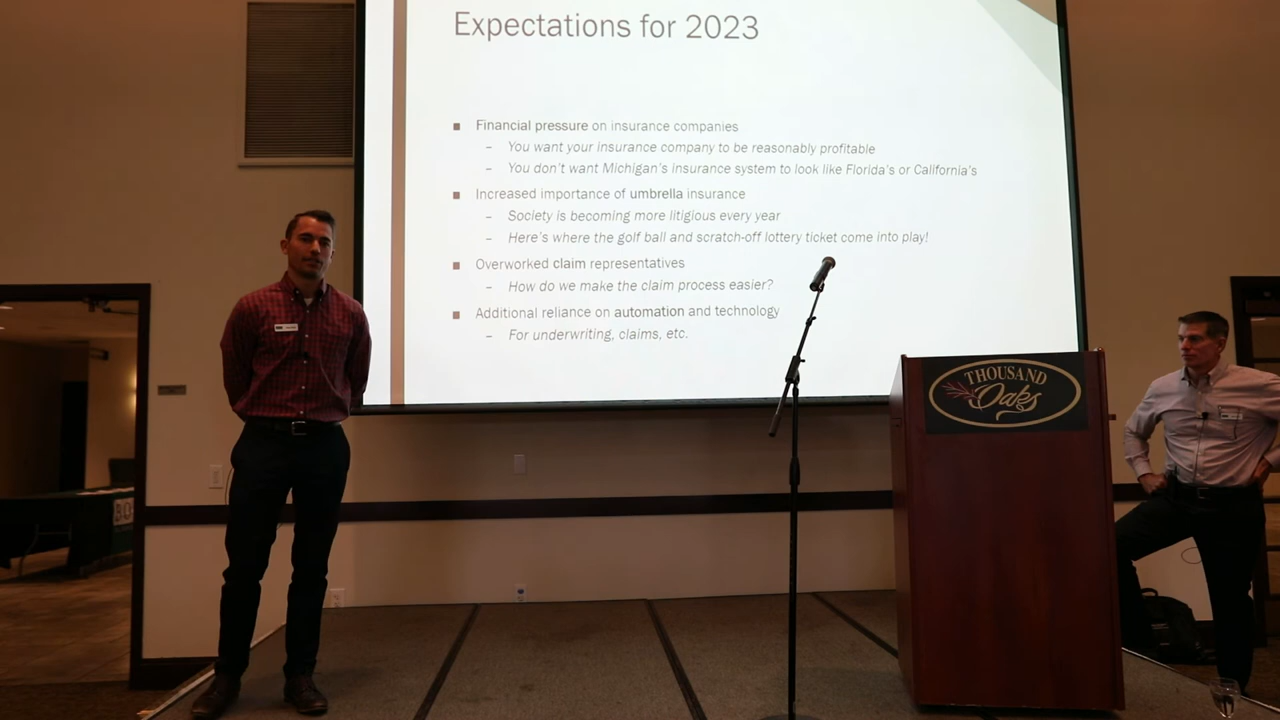 Expectations for 2023
■ Financial pressure on insurance companies
– You want your insurance company to be reasonably profitable
– You don't want Michigan's insurance system to look like Florida's or California's
■ Increased importance of umbrella insurance
– Society is becoming more litigious every year
– Here's where the golf ball and scratch-off lottery ticket come into play!
■ Overworked claim representatives
– How do we make the claim process easier?
■ Additional reliance on automation and technology
– For underwriting, claims, etc.
THOUSAND
Oaks